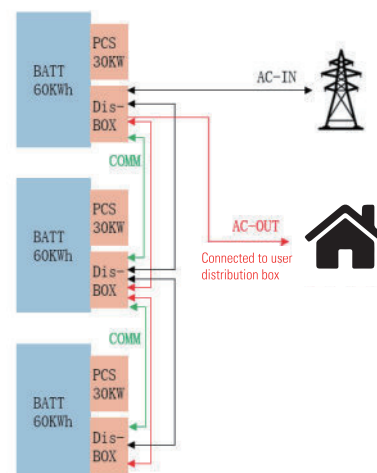 BATT
60KWh
PCS
30KW
Dis-
BOX
AC-IN
COMM
BATT
60KWh
PCS
30KW
Dis-
BOX
AC-OUT
Connected to user
distribution box
COMM
BATT
60KWh
PCS
30KW
Dis-
BOX